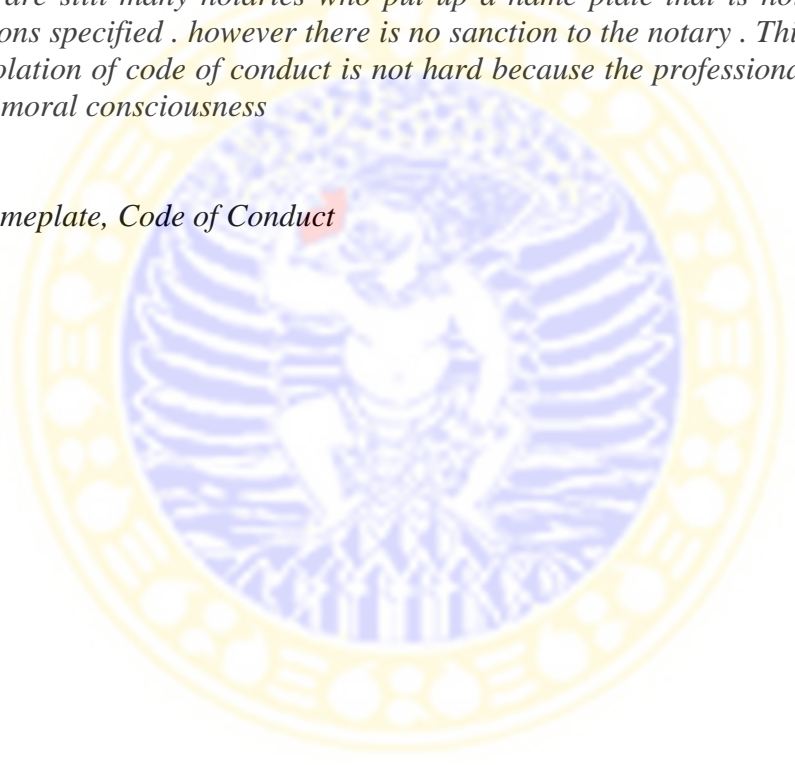 are still many notaries who put up a name plate that is not
ons specified . however there is no sanction to the notary . Thi
olation of code of conduct is not hard because the professiona
moral consciousness
meplate, Code of Conduct